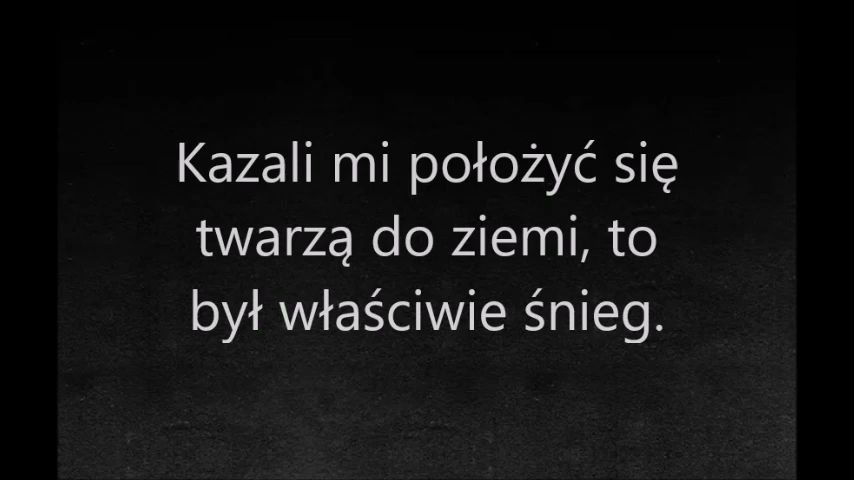 Kazali mi położyć się
twarzą do ziemi, to
był właściwie śnieg.